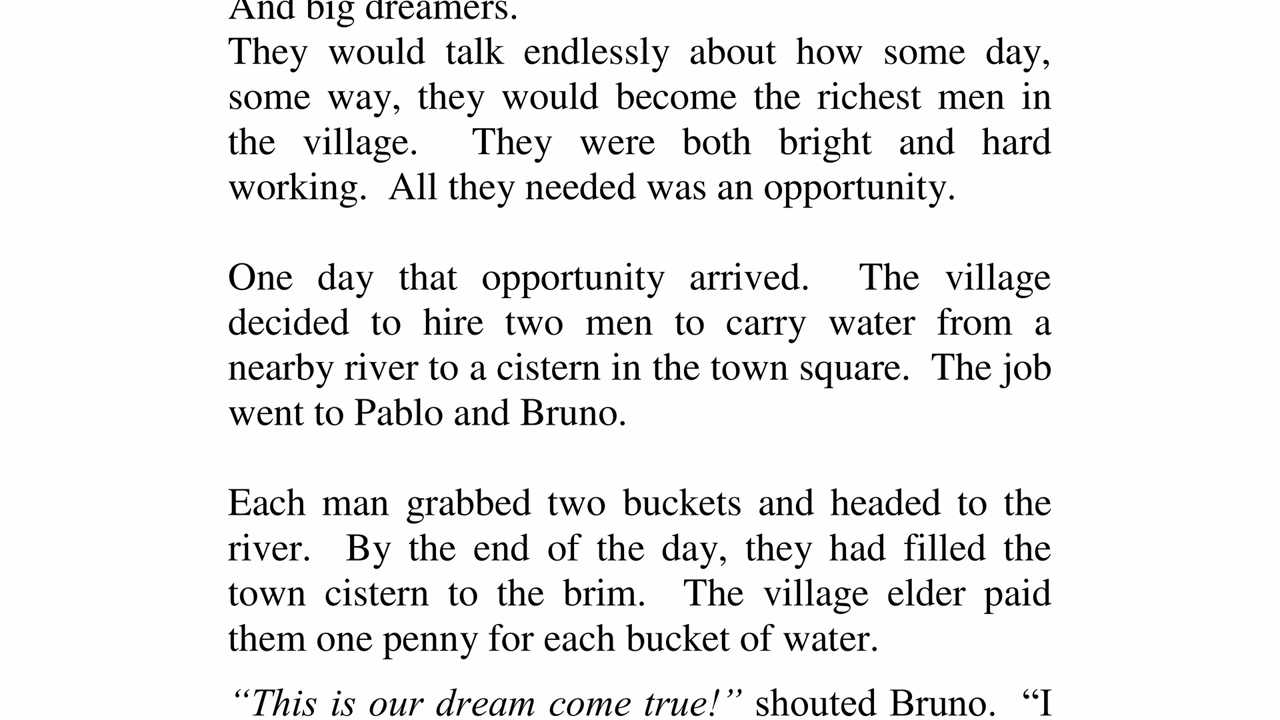 And big dreamers.
They would talk endlessly about how some day,
some way, they would become the richest men in
the village.  They were both bright and hard
working.  All they needed was an opportunity.
One day that opportunity arrived.  The village
decided to hire two men to carry water from a
nearby river to a cistern in the town square.  The job
went to Pablo and Bruno.
Each man grabbed two buckets and headed to the
river.  By the end of the day, they had filled the
town cistern to the brim.  The village elder paid
them one penny for each bucket of water.
“This is our dream come true!” shouted Bruno.  “I